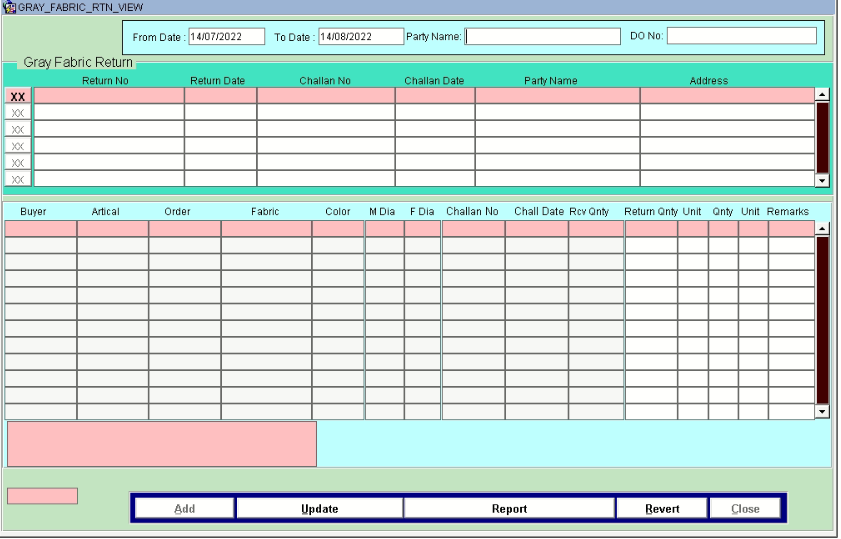 GRAY_FABRIC_RTN_VIEW
From Date : 14/07/2022 To Date : 14/08/2022 Party Name: DO No:
Gray Fabric Return
Return No Return Date Challan No Challan Date Party Name Address
XX
XX
XX
XX
XX
XX
Buyer Artical Order Fabric Color M Dia F Dia Challan No Chall Date Rcv Qnty Return Qnty Unit Qnty Unit Remarks
Add Update Report Revert Close